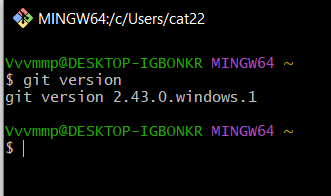 MINGW64:/c/Users/cat22
Vvvmmp@DESKTOP-IGBONKR MINGW64 ~
$ git version
git version 2.43.0.windows.1
Vvvmmp@DESKTOP-IGBONKR MINGW64 ~
$